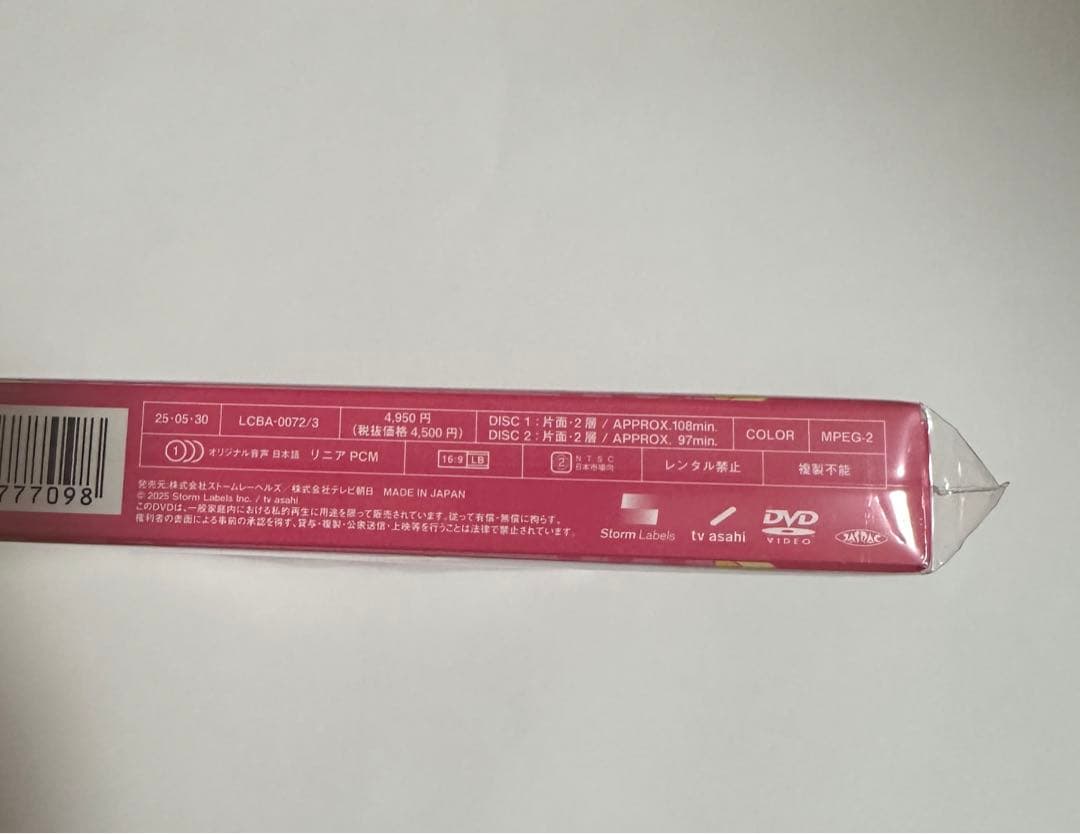 777098
25·05·30
LCBA-0072/3
4,950 円
(税抜価格 4,500 円)
DISC 1：片面·2層 / APPROX.108min.
DISC 2：片面·2層 / APPROX. 97min.
COLOR
MPEG-2
1 オリジナル音声 日本語 リニア PCM
16:9 LB
2 NTSC
日本市場向
レンタル禁止
複製不能
発売元:株式会社ストームレーベルズ／株式会社テレビ朝日 MADE IN JAPAN
© 2025 Storm Labels Inc. / tv asahi
このDVDは、一般家庭内における私的再生に用途を限って販売されています。従って有償・無償に拘らず、
権利者の書面による事前の承認を得ず、貸与・複製・公衆送信・上映等を行うことは法律で禁止されています。
Storm Labels
tv asahi
DVD
VIDEO
JASRAC